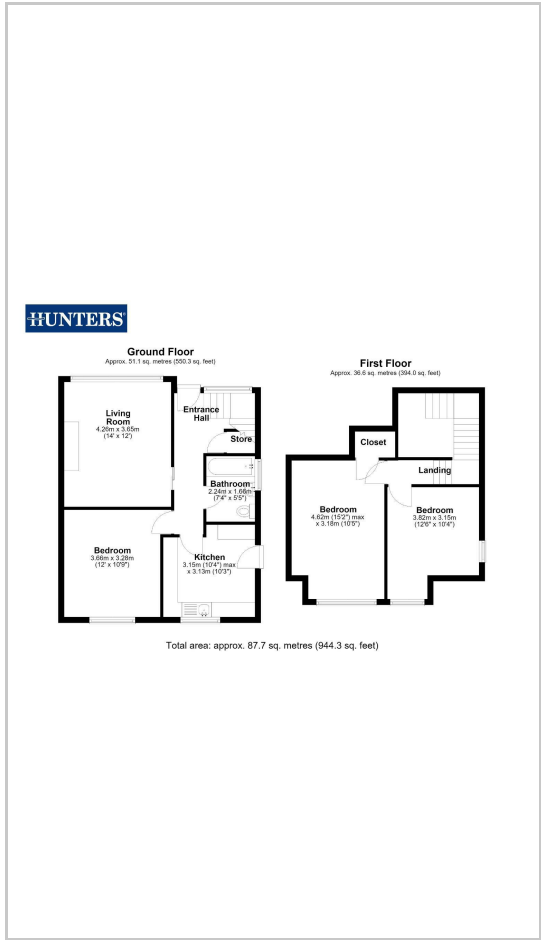 HUNTERS
Ground Floor
Approx. 51.1 sq. metres (550.3 sq. feet)
Living
Room
4.26m x 3.65m
(14' x 12')
Entrance
Hall
Store
Bathroom
2.24m x 1.66m
(7'4" x 5'5")
Bedroom
3.66m x 3.28m
(12' x 10'9")
Kitchen
3.15m (10'4") max
x 3.13m (10'3")
First Floor
Approx. 36.6 sq. metres (394.0 sq. feet)
Closet
Landing
Bedroom
4.62m (15'2") max
x 3.18m (10'5")
Bedroom
3.82m x 3.15m
(12'6" x 10'4")
Total area: approx. 87.7 sq. metres (944.3 sq. feet)